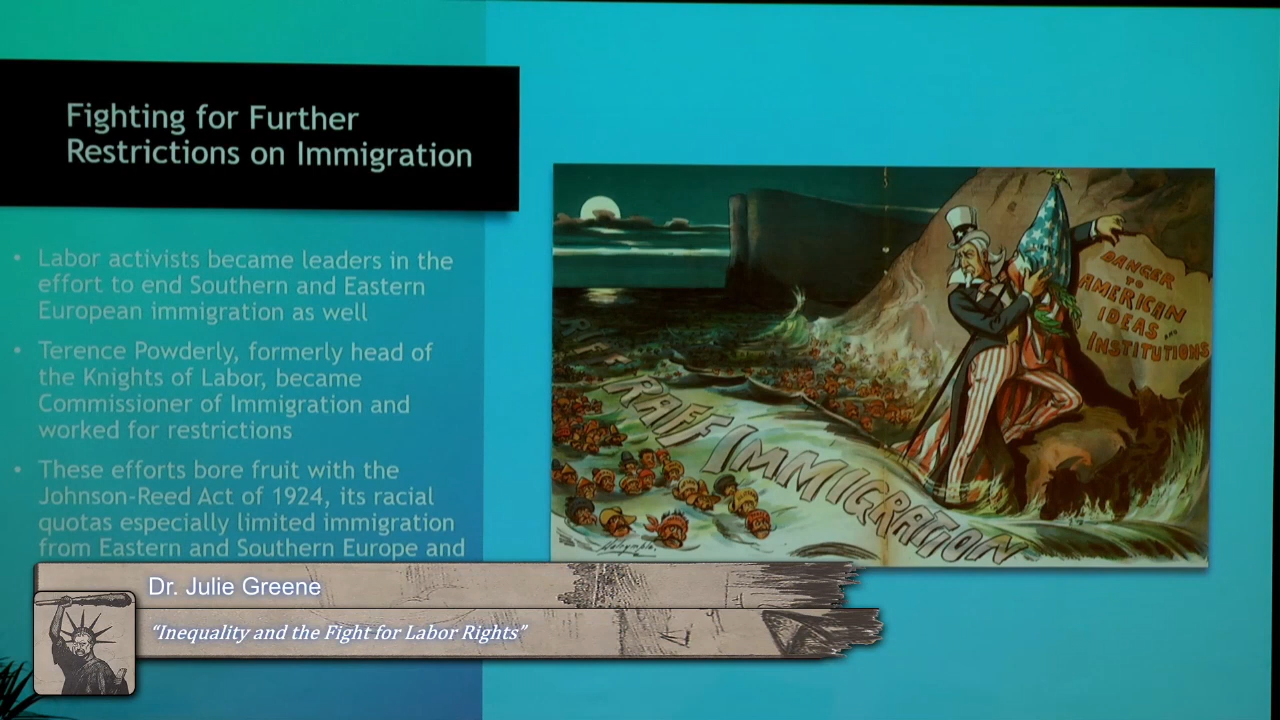 Fighting for Further
Restrictions on Immigration
• Labor activists became leaders in the
effort to end Southern and Eastern
European immigration as well
• Terence Powderly, formerly head of
the Knights of Labor, became
Commissioner of Immigration and
worked for restrictions
• These efforts bore fruit with the
Johnson-Reed Act of 1924, its racial
quotas especially limited immigration
from Eastern and Southern Europe and
DANGER
TO
AMERICAN
IDEAS AND
INSTITUTIONS
RIFF RAFF IMMIGRATION
Dr. Julie Greene
“Inequality and the Fight for Labor Rights”